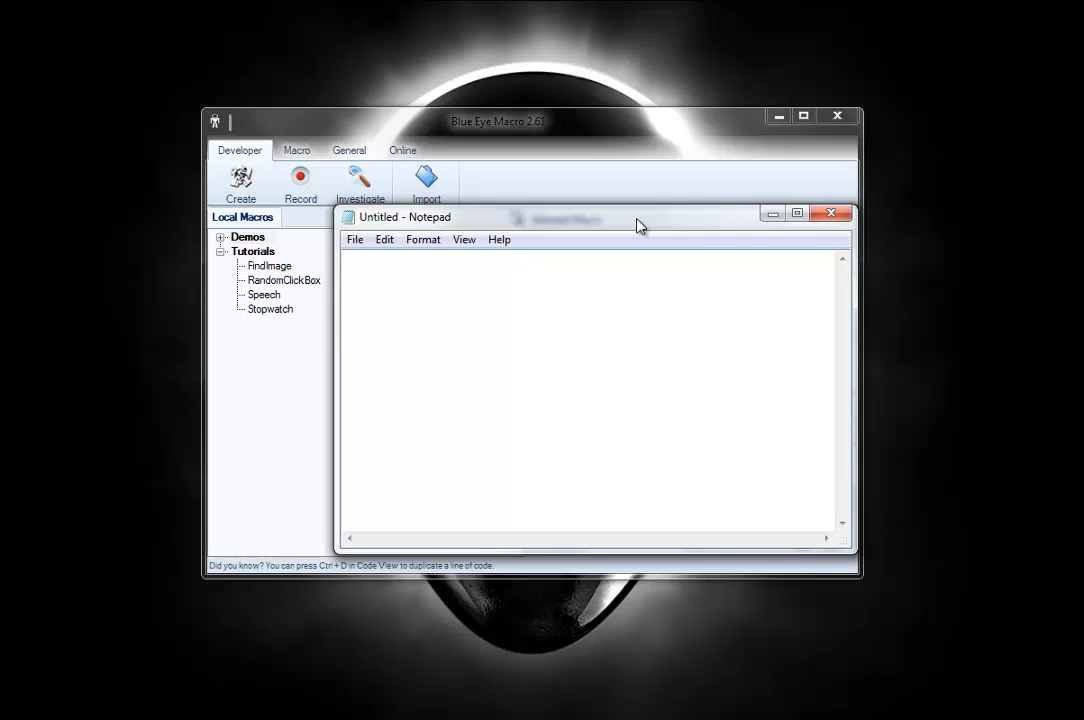 Blue Eye Macro 2.61
Developer Macro General Online
Create Record Investigate Import
Local Macros
Untitled - Notepad
File Edit Format View Help
Demos
Tutorials
FindImage
RandomClickBox
Speech
Stopwatch
Did you know? You can press Ctrl + D in Code View to duplicate a line of code.